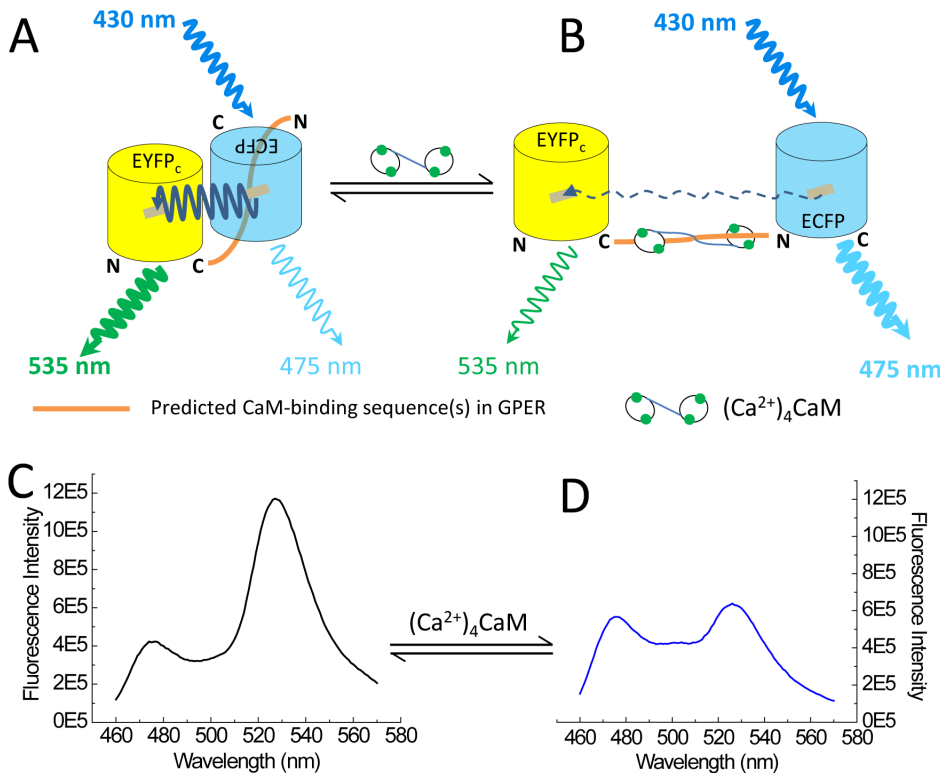 A
430 nm
C
N
EYFPc
ECFP
N
C
535 nm
475 nm
B
430 nm
EYFPc
ECFP
N
C
N
C
535 nm
475 nm
Predicted CaM-binding sequence(s) in GPER
(Ca²⁺)₄CaM
C
Fluorescence Intensity
12E5
10E5
8E5
6E5
4E5
2E5
0E5
460 480 500 520 540 560 580
Wavelength (nm)
(Ca²⁺)₄CaM
D
12E5
10E5
8E5
6E5
4E5
2E5
0E5
Fluorescence Intensity
460 480 500 520 540 560 580
Wavelength (nm)